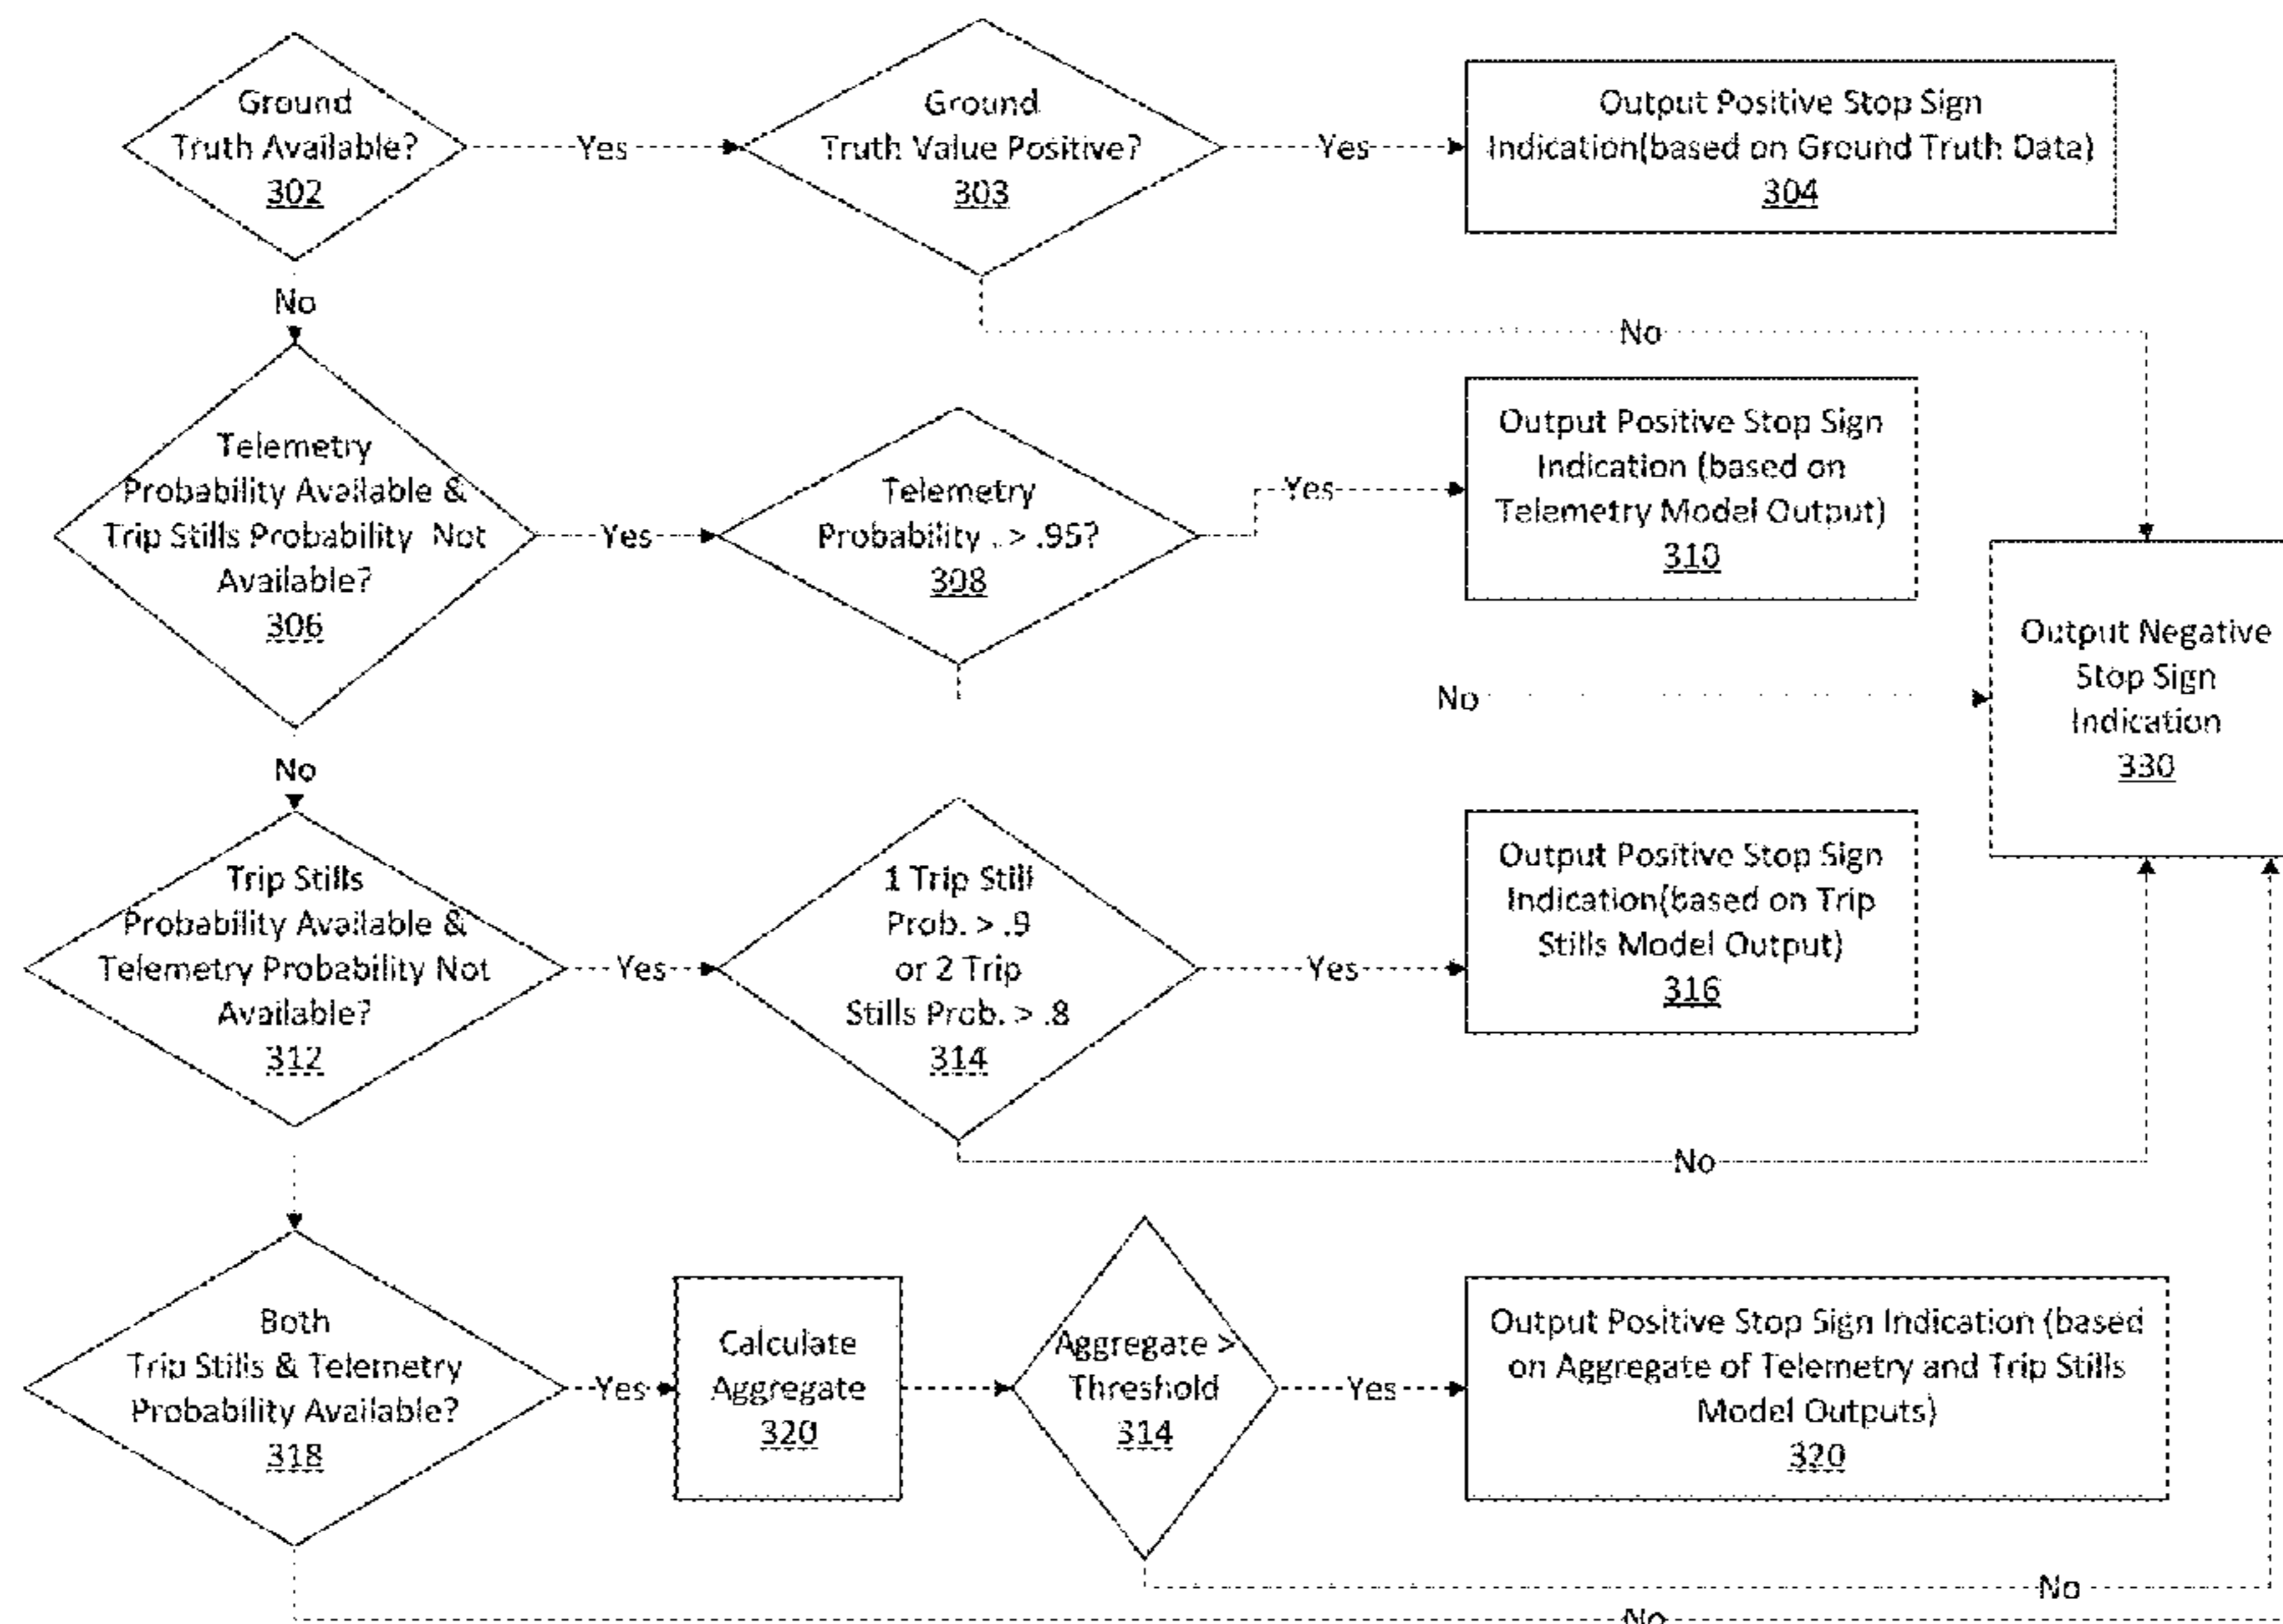 Ground
Truth Available?
302
Yes
Ground
Truth Value Positive?
303
Yes
Output Positive Stop Sign
Indication(based on Ground Truth Data)
304
No
No
Telemetry
Probability Available &
Trip Stills Probability Not
Available?
306
Yes
Telemetry
Probability . > .95?
308
Yes
Output Positive Stop Sign
Indication (based on
Telemetry Model Output)
310
No
Output Negative
Stop Sign
Indication
330
No
Trip Stills
Probability Available &
Telemetry Probability Not
Available?
312
Yes
1 Trip Still
Prob. > .9
or 2 Trip
Stills Prob. > .8
314
Yes
Output Positive Stop Sign
Indication(based on Trip
Stills Model Output)
316
No
Both
Trip Stills & Telemetry
Probability Available?
318
Yes
Calculate
Aggregate
320
Aggregate >
Threshold
314
Yes
Output Positive Stop Sign Indication (based
on Aggregate of Telemetry and Trip Stills
Model Outputs)
320
No
No